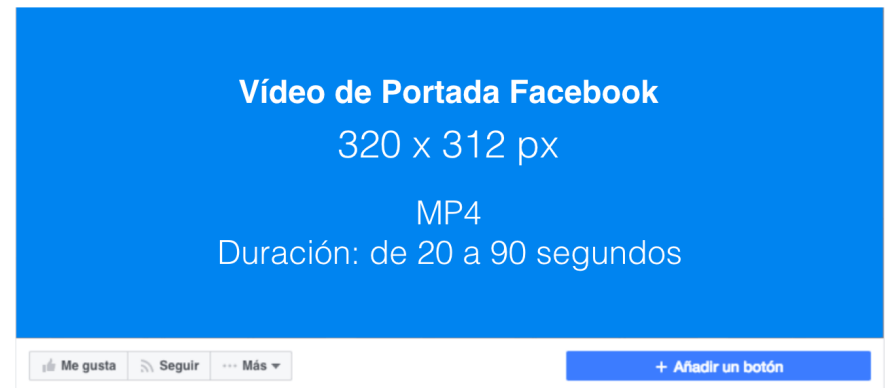 Vídeo de Portada Facebook
320 x 312 px
MP4
Duración: de 20 a 90 segundos
Me gusta Seguir ··· Más + Añadir un botón